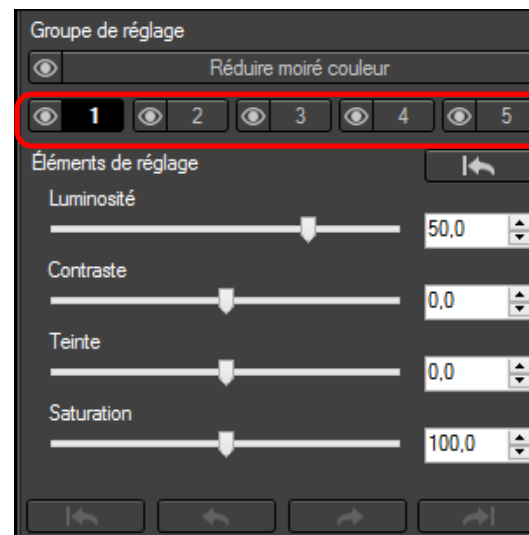 Groupe de réglage
Réduire moiré couleur
1 2 3 4 5
Éléments de réglage
Luminosité
50,0
Contraste
0,0
Teinte
0,0
Saturation
100,0